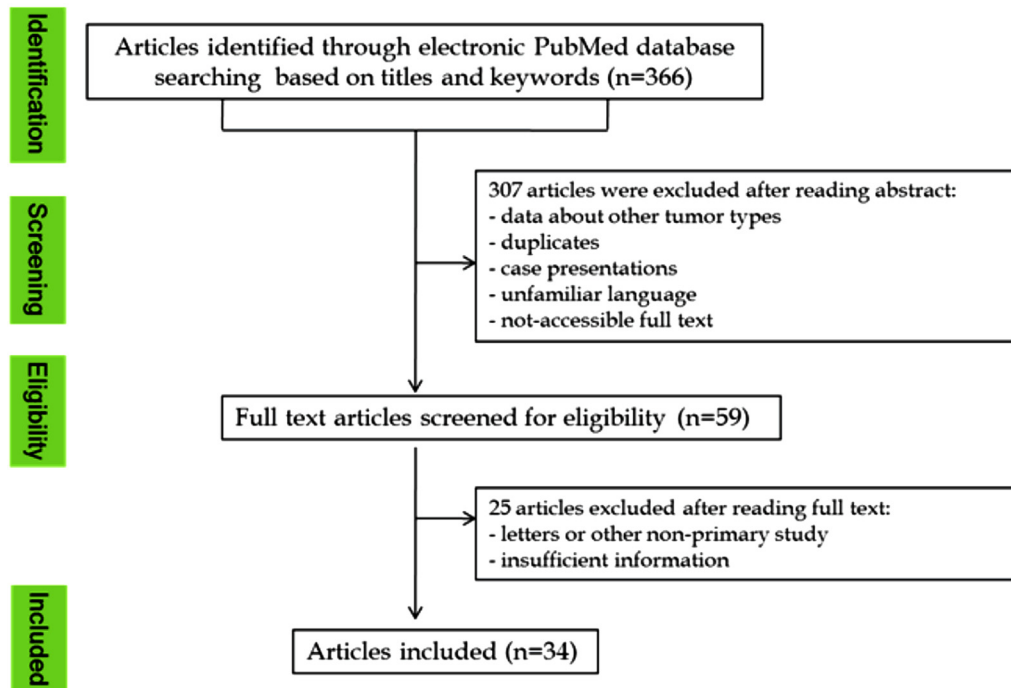 Identification
Articles identified through electronic PubMed database
searching based on titles and keywords (n=366)
Screening
307 articles were excluded after reading abstract:
- data about other tumor types
- duplicates
- case presentations
- unfamiliar language
- not-accessible full text
Eligibility
Full text articles screened for eligibility (n=59)
25 articles excluded after reading full text:
- letters or other non-primary study
- insufficient information
Included
Articles included (n=34)